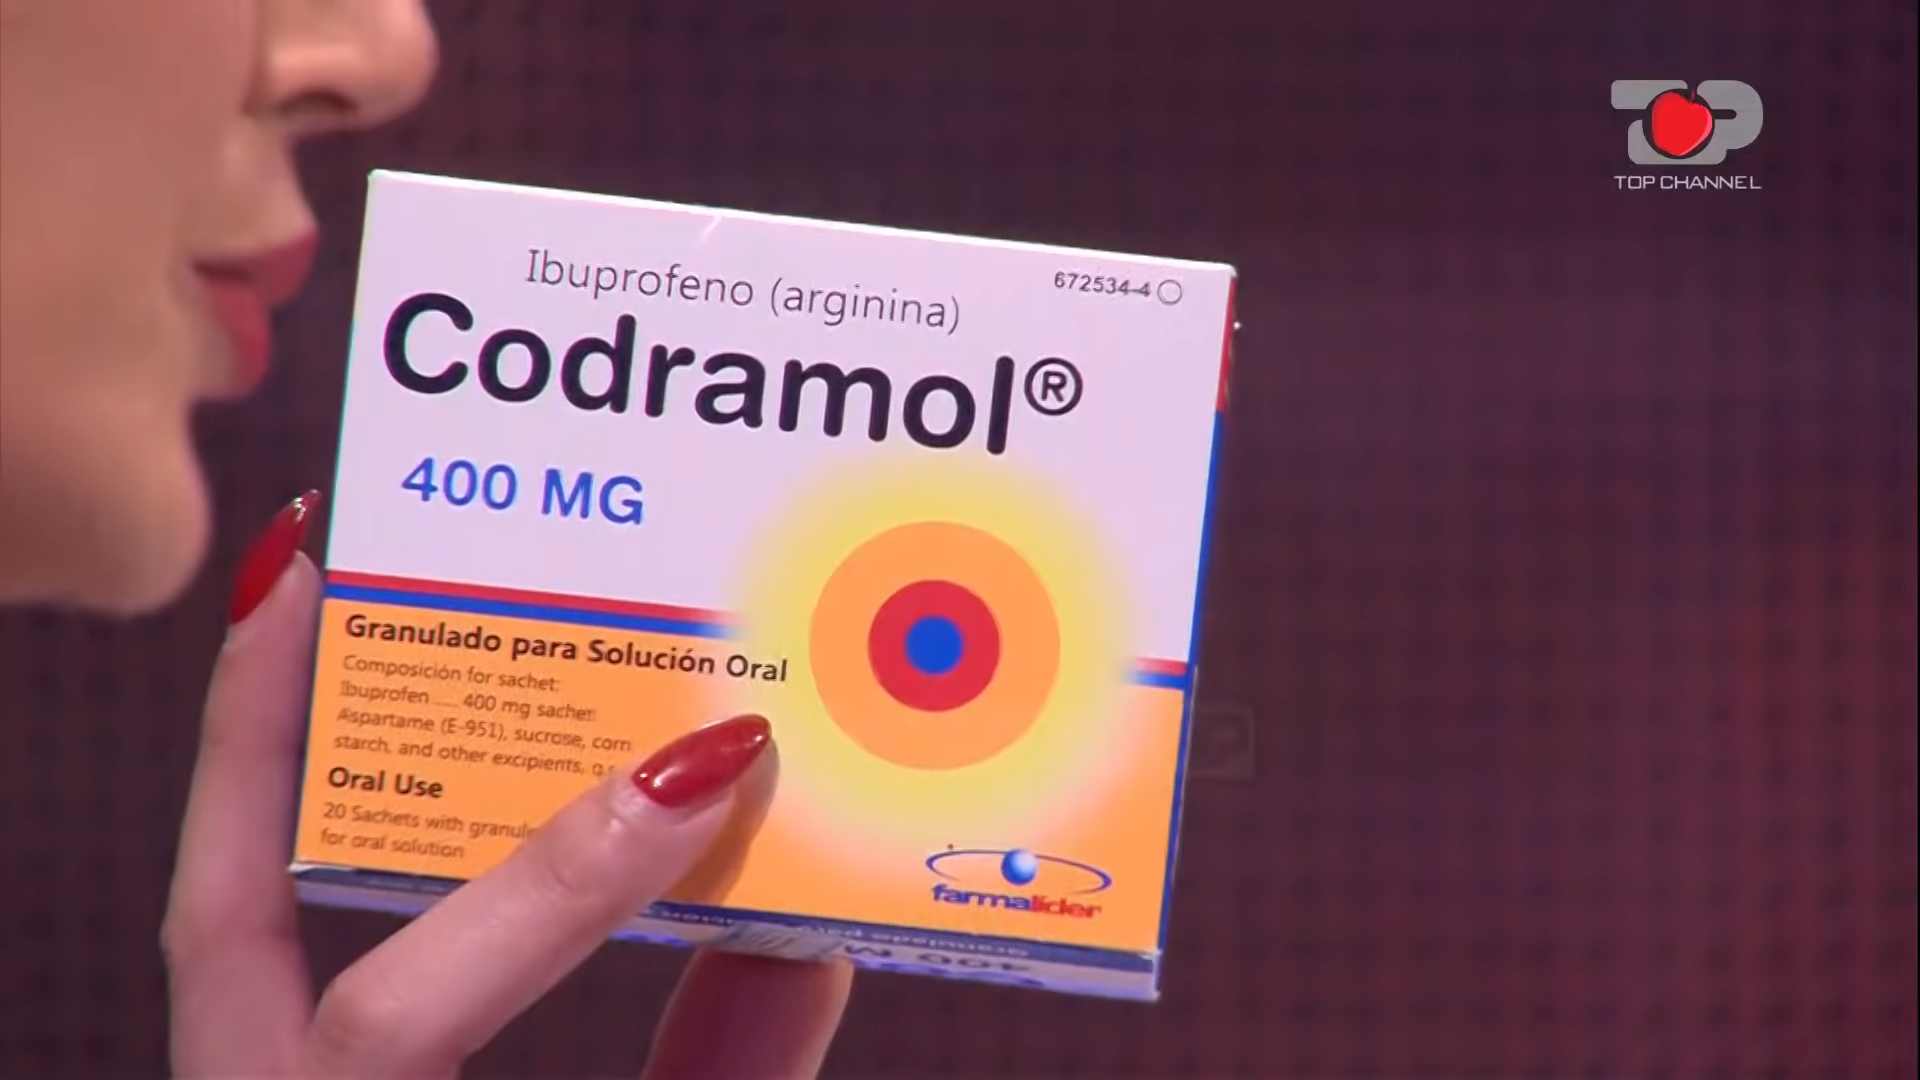 TOP CHANNEL
Ibuprofeno (arginina)
672534-4
Codramol®
400 MG
Granulado para Solución Oral
Composición for sachet:
Ibuprofen .... 400 mg sachet
Aspartame (E-951), sucrose, corn
starch, and other excipients,
Oral Use
20 Sachets with
for oral solution
farmalider
400 M